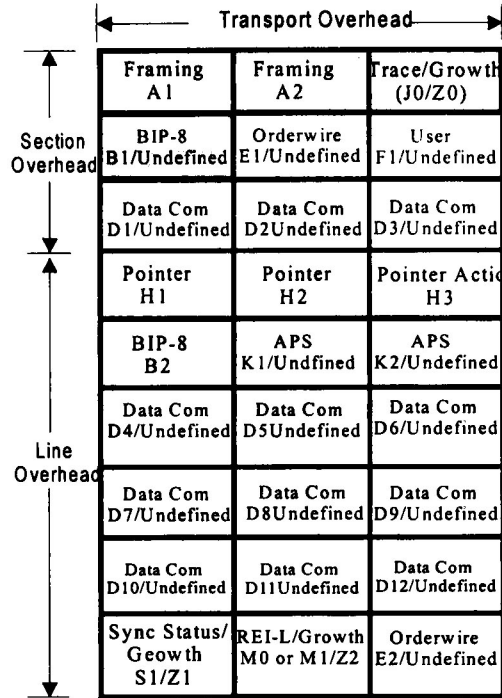 Transport Overhead
Framing
A1
Framing
A2
Trace/Growth
(J0/Z0)
Section
Overhead
BIP-8
B1/Undefined
Orderwire
E1/Undefined
User
F1/Undefined
Data Com
D1/Undefined
Data Com
D2Undefined
Data Com
D3/Undefined
Pointer
H1
Pointer
H2
Pointer Actio
H3
BIP-8
B2
APS
K1/Undfined
APS
K2/Undefined
Line
Overhead
Data Com
D4/Undefined
Data Com
D5Undefined
Data Com
D6/Undefined
Data Com
D7/Undefined
Data Com
D8Undefined
Data Com
D9/Undefined
Data Com
D10/Undefined
Data Com
D11Undefined
Data Com
D12/Undefined
Sync Status/
Geowth
S1/Z1
REI-L/Growth
M0 or M1/Z2
Orderwire
E2/Undefined